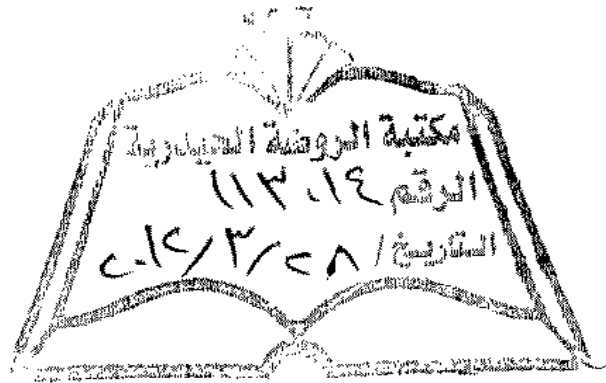 مكتبة الروضة الحيدرية
الرقم ١١٣٠١٤
التاريخ / ٢٨ / ٣ / ٢٠١٢